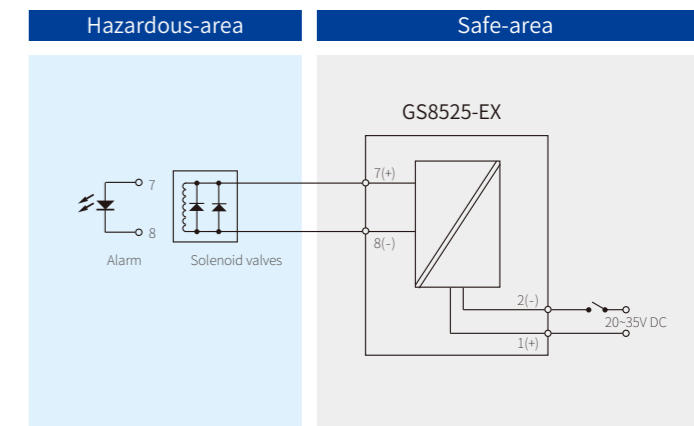 Hazardous-area
Safe-area
GS8525-EX
7(+)
7
8(-)
8
Alarm
Solenoid valves
2(-)
20~35V DC
1(+)